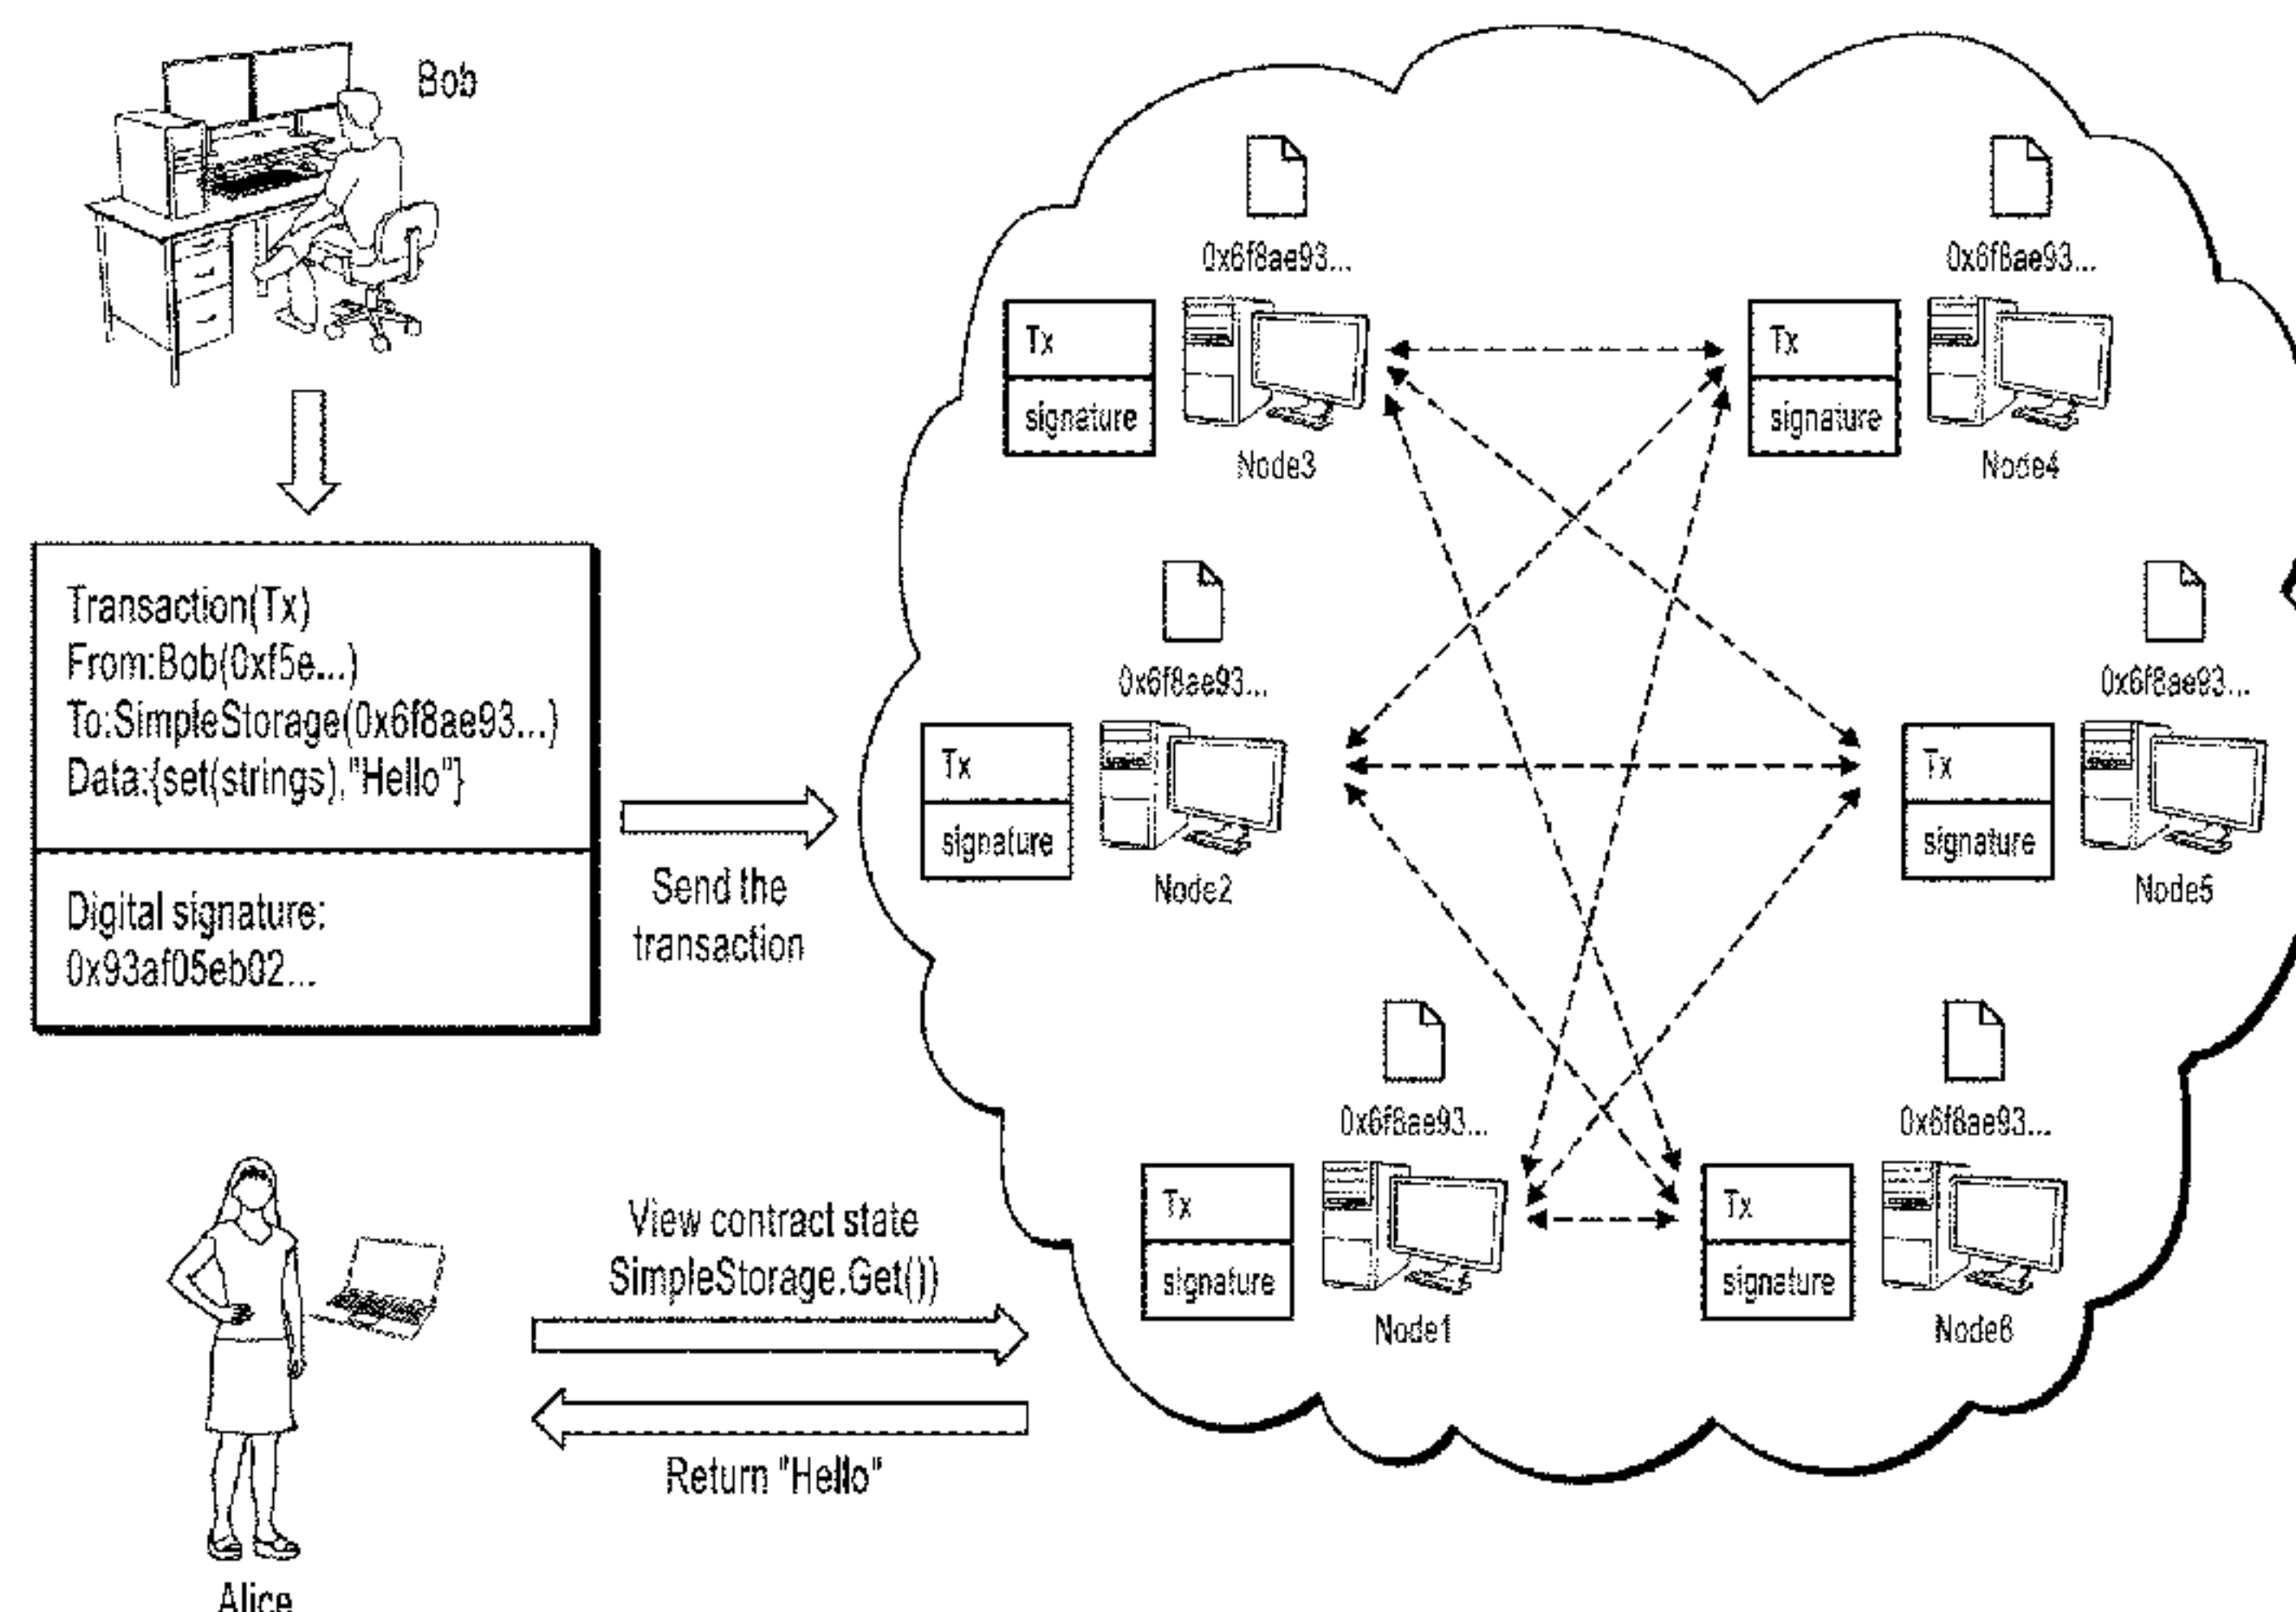 Bob
Transaction(Tx)
From:Bob(0xf5e...)
To:SimpleStorage(0x6f8ae93...)
Data:{set(strings),"Hello"}
Digital signature:
0x93af05eb02...
Send the
transaction
0x6f8ae93...
Tx
signature
Node3
0x6f8ae93...
Tx
signature
Node4
0x6f8ae93...
Tx
signature
Node2
0x6f8ae93...
Tx
signature
Node5
0x6f8ae93...
Tx
signature
Node1
0x6f8ae93...
Tx
signature
Node6
View contract state
SimpleStorage.Get())
Return "Hello"
Alice